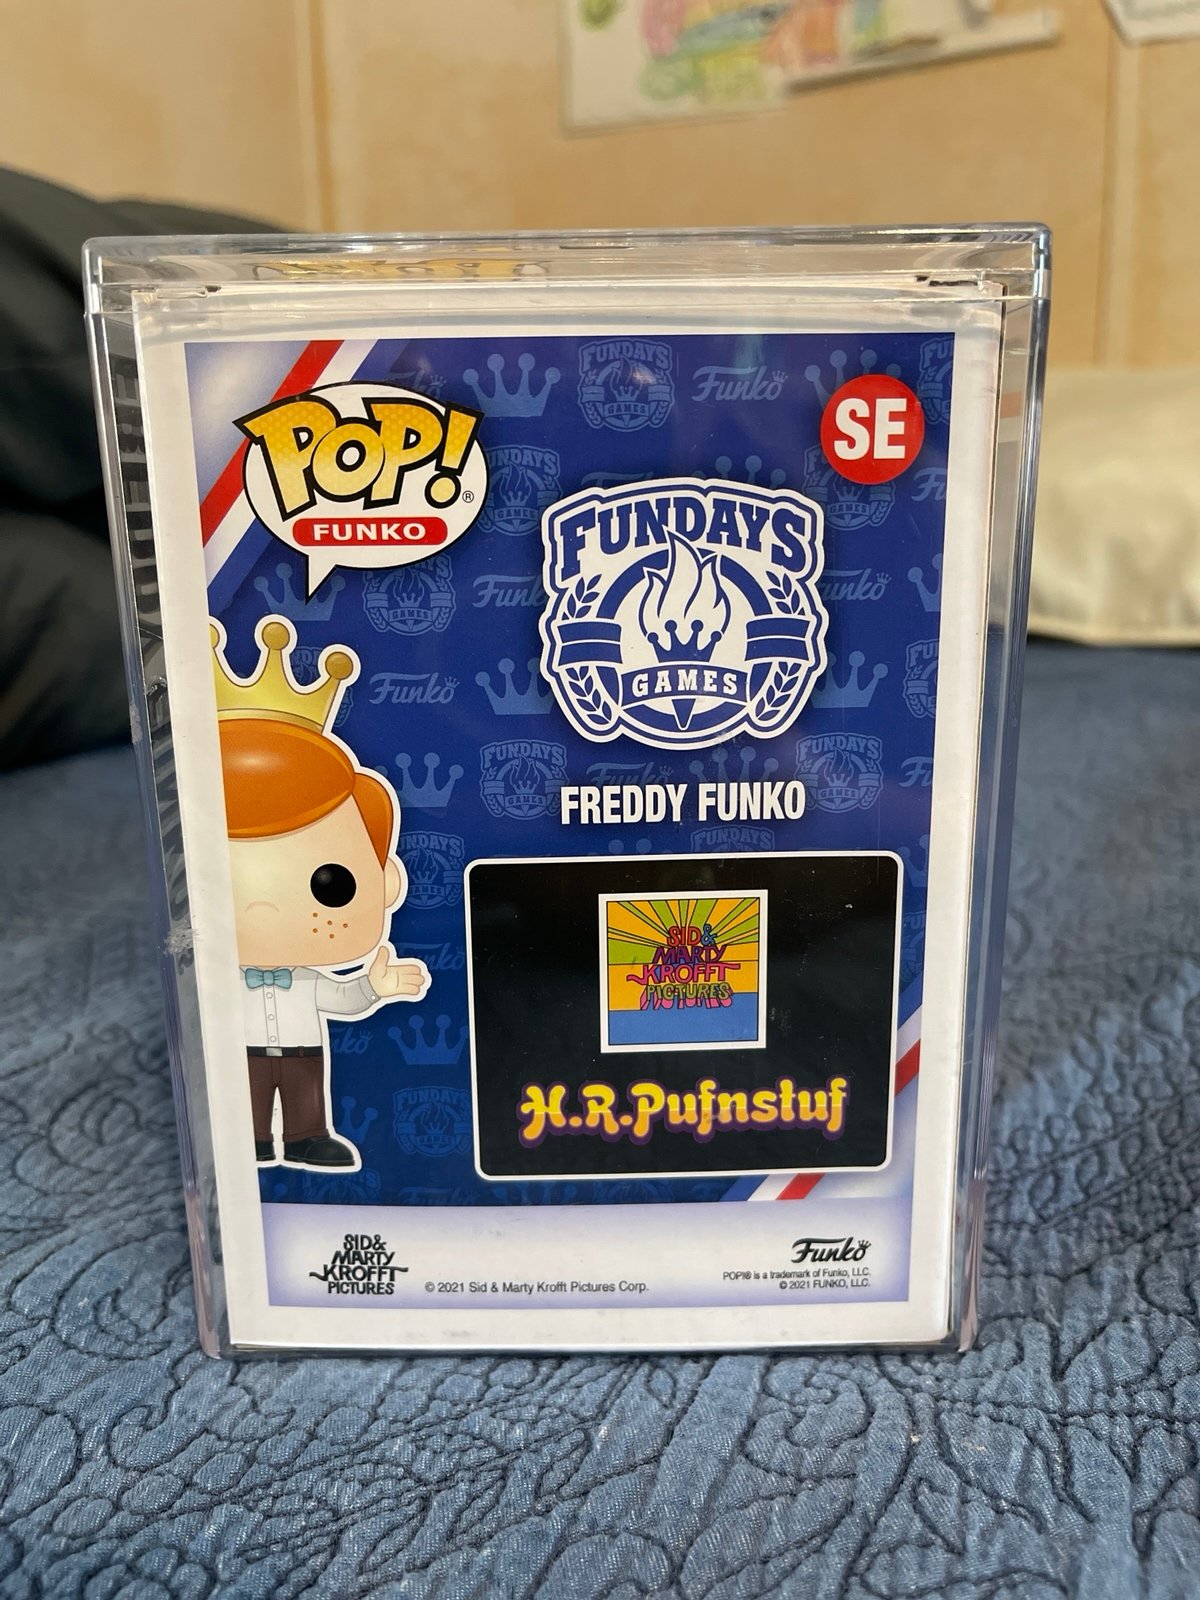 POP!®
FUNKO
SE
FUNDAYS
GAMES
FREDDY FUNKO
SID &
MARTY
KROFFT
PICTURES
H.R.Pufnstuf
SID &
MARTY
KROFFT
PICTURES
© 2021 Sid & Marty Krofft Pictures Corp.
Funko
POP!® is a trademark of Funko, LLC.
© 2021 FUNKO, LLC.